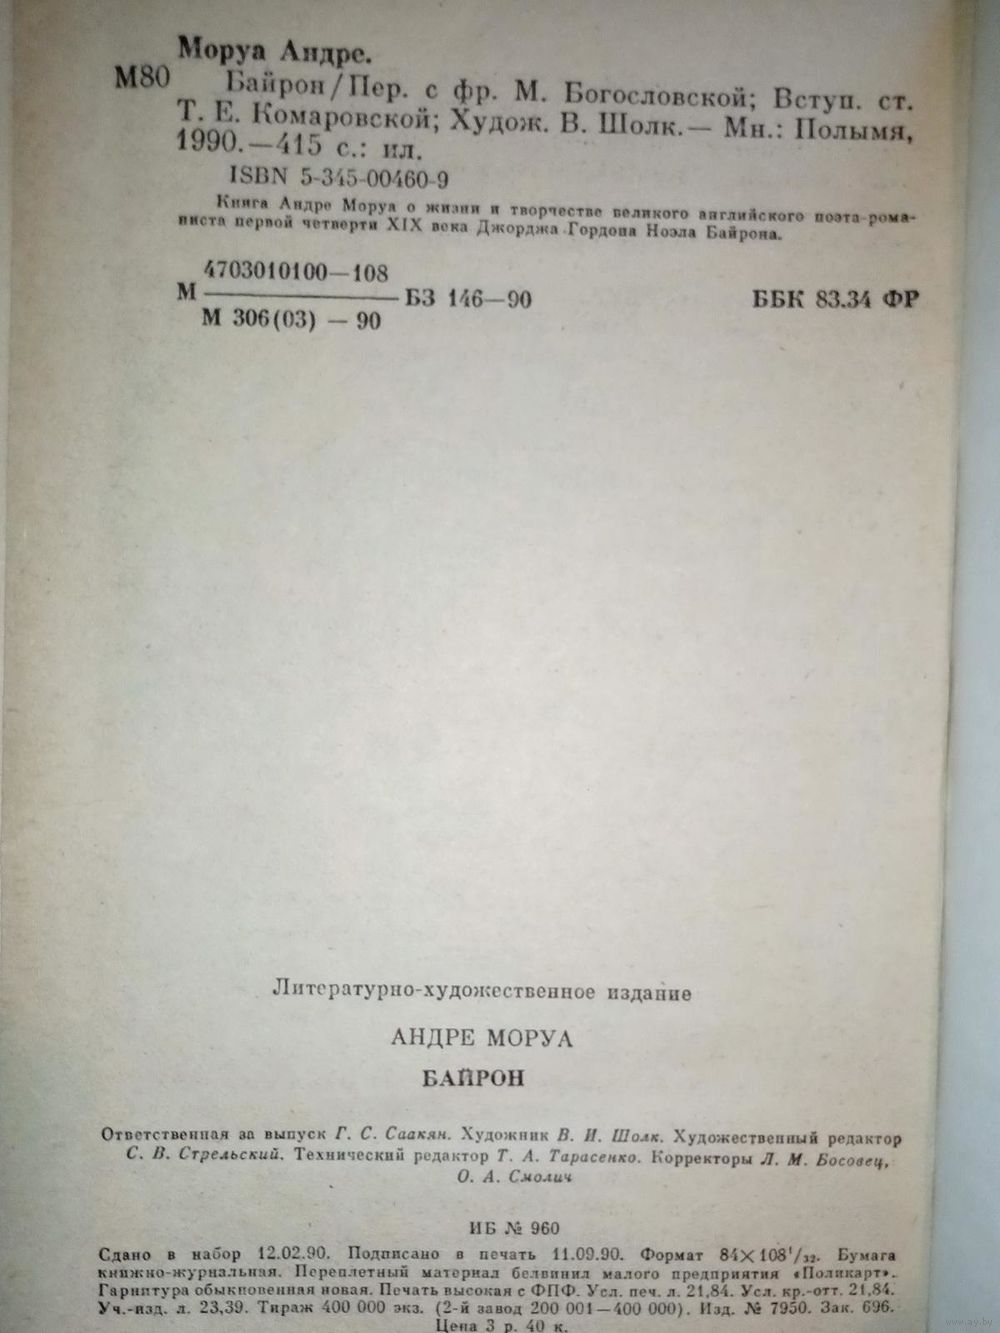 Моруа Андре.
М80 Байрон/Пер. с фр. М. Богословской; Вступ. ст.
Т. Е. Комаровской; Худож. В. Шолк.— Мн.: Полымя,
1990.—415 с.: ил.
ISBN 5-345-00460-9
Книга Андре Моруа о жизни и творчестве великого английского поэта-рома-
ниста первой четверти XIX века Джорджа Гордона Ноэла Байрона.
4703010100—108
М ——— БЗ 146—90 ББК 83.34 ФР
М 306(03) — 90
Литературно-художественное издание
АНДРЕ МОРУА
БАЙРОН
Ответственная за выпуск Г. С. Саакян. Художник В. И. Шолк. Художественный редактор
С. В. Стрельский. Технический редактор Т. А. Тарасенко. Корректоры Л. М. Босовец,
О. А. Смолич
ИБ № 960
Сдано в набор 12.02.90. Подписано в печать 11.09.90. Формат 84×108¹/₃₂. Бумага
книжно-журнальная. Переплетный материал белвинил малого предприятия «Поликарт».
Гарнитура обыкновенная новая. Печать высокая с ФПФ. Усл. печ. л. 21,84. Усл. кр.-отт. 21,84.
Уч.-изд. л. 23,39. Тираж 400 000 экз. (2-й завод 200 001—400 000). Изд. № 7950. Зак. 696.
Цена 3 р. 40 к.
www.ay.by